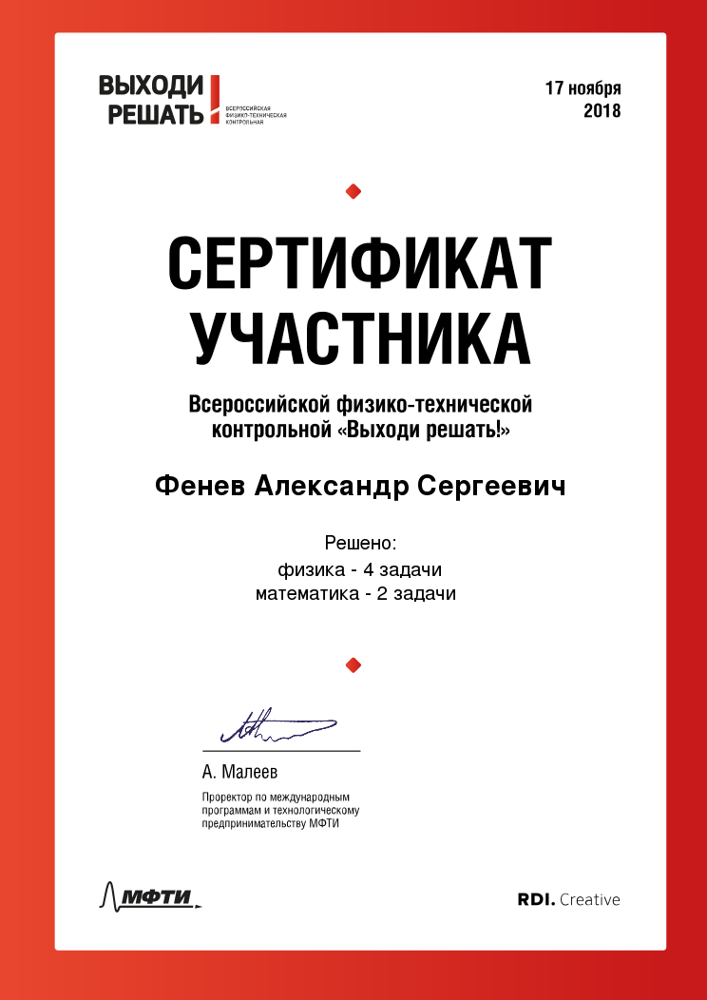 ВЫХОДИ
РЕШАТЬ!
ВСЕРОССИЙСКАЯ
ФИЗИКО-ТЕХНИЧЕСКАЯ
КОНТРОЛЬНАЯ
17 ноября
2018
СЕРТИФИКАТ
УЧАСТНИКА
Всероссийской физико-технической
контрольной «Выходи решать!»
Фенев Александр Сергеевич
Решено:
физика - 4 задачи
математика - 2 задачи
А. Малеев
Проректор по международным
программам и технологическому
предпринимательству МФТИ
МФТИ
RDI. Creative